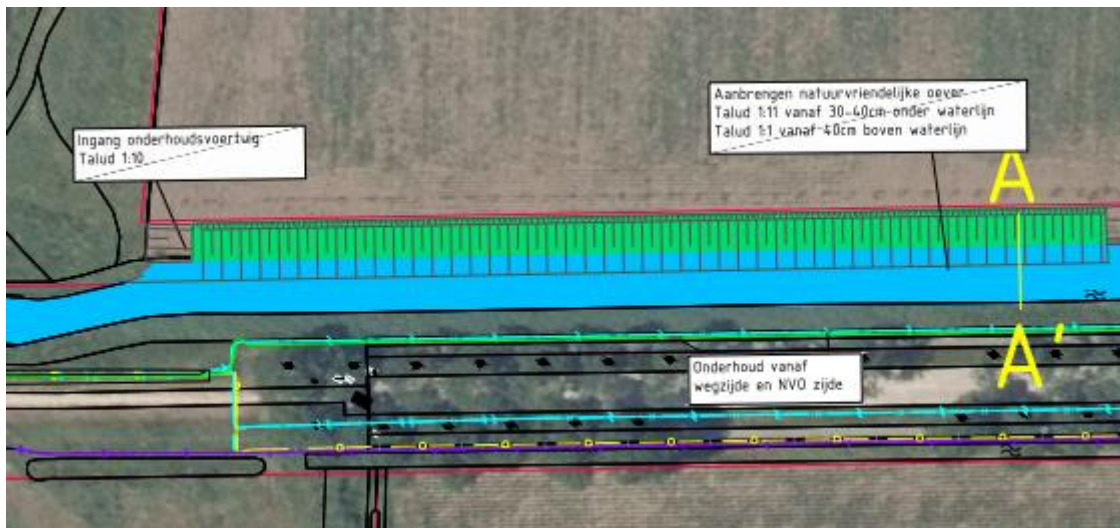 Ingang onderhoudsvoertuig
Talud 1:10
Aanbrengen natuurvriendelijke oever
Talud 1:11 vanaf 30-40cm onder waterlijn
Talud 1:1 vanaf 40cm boven waterlijn
A
A'
Onderhoud vanaf
wegzijde en NVO zijde